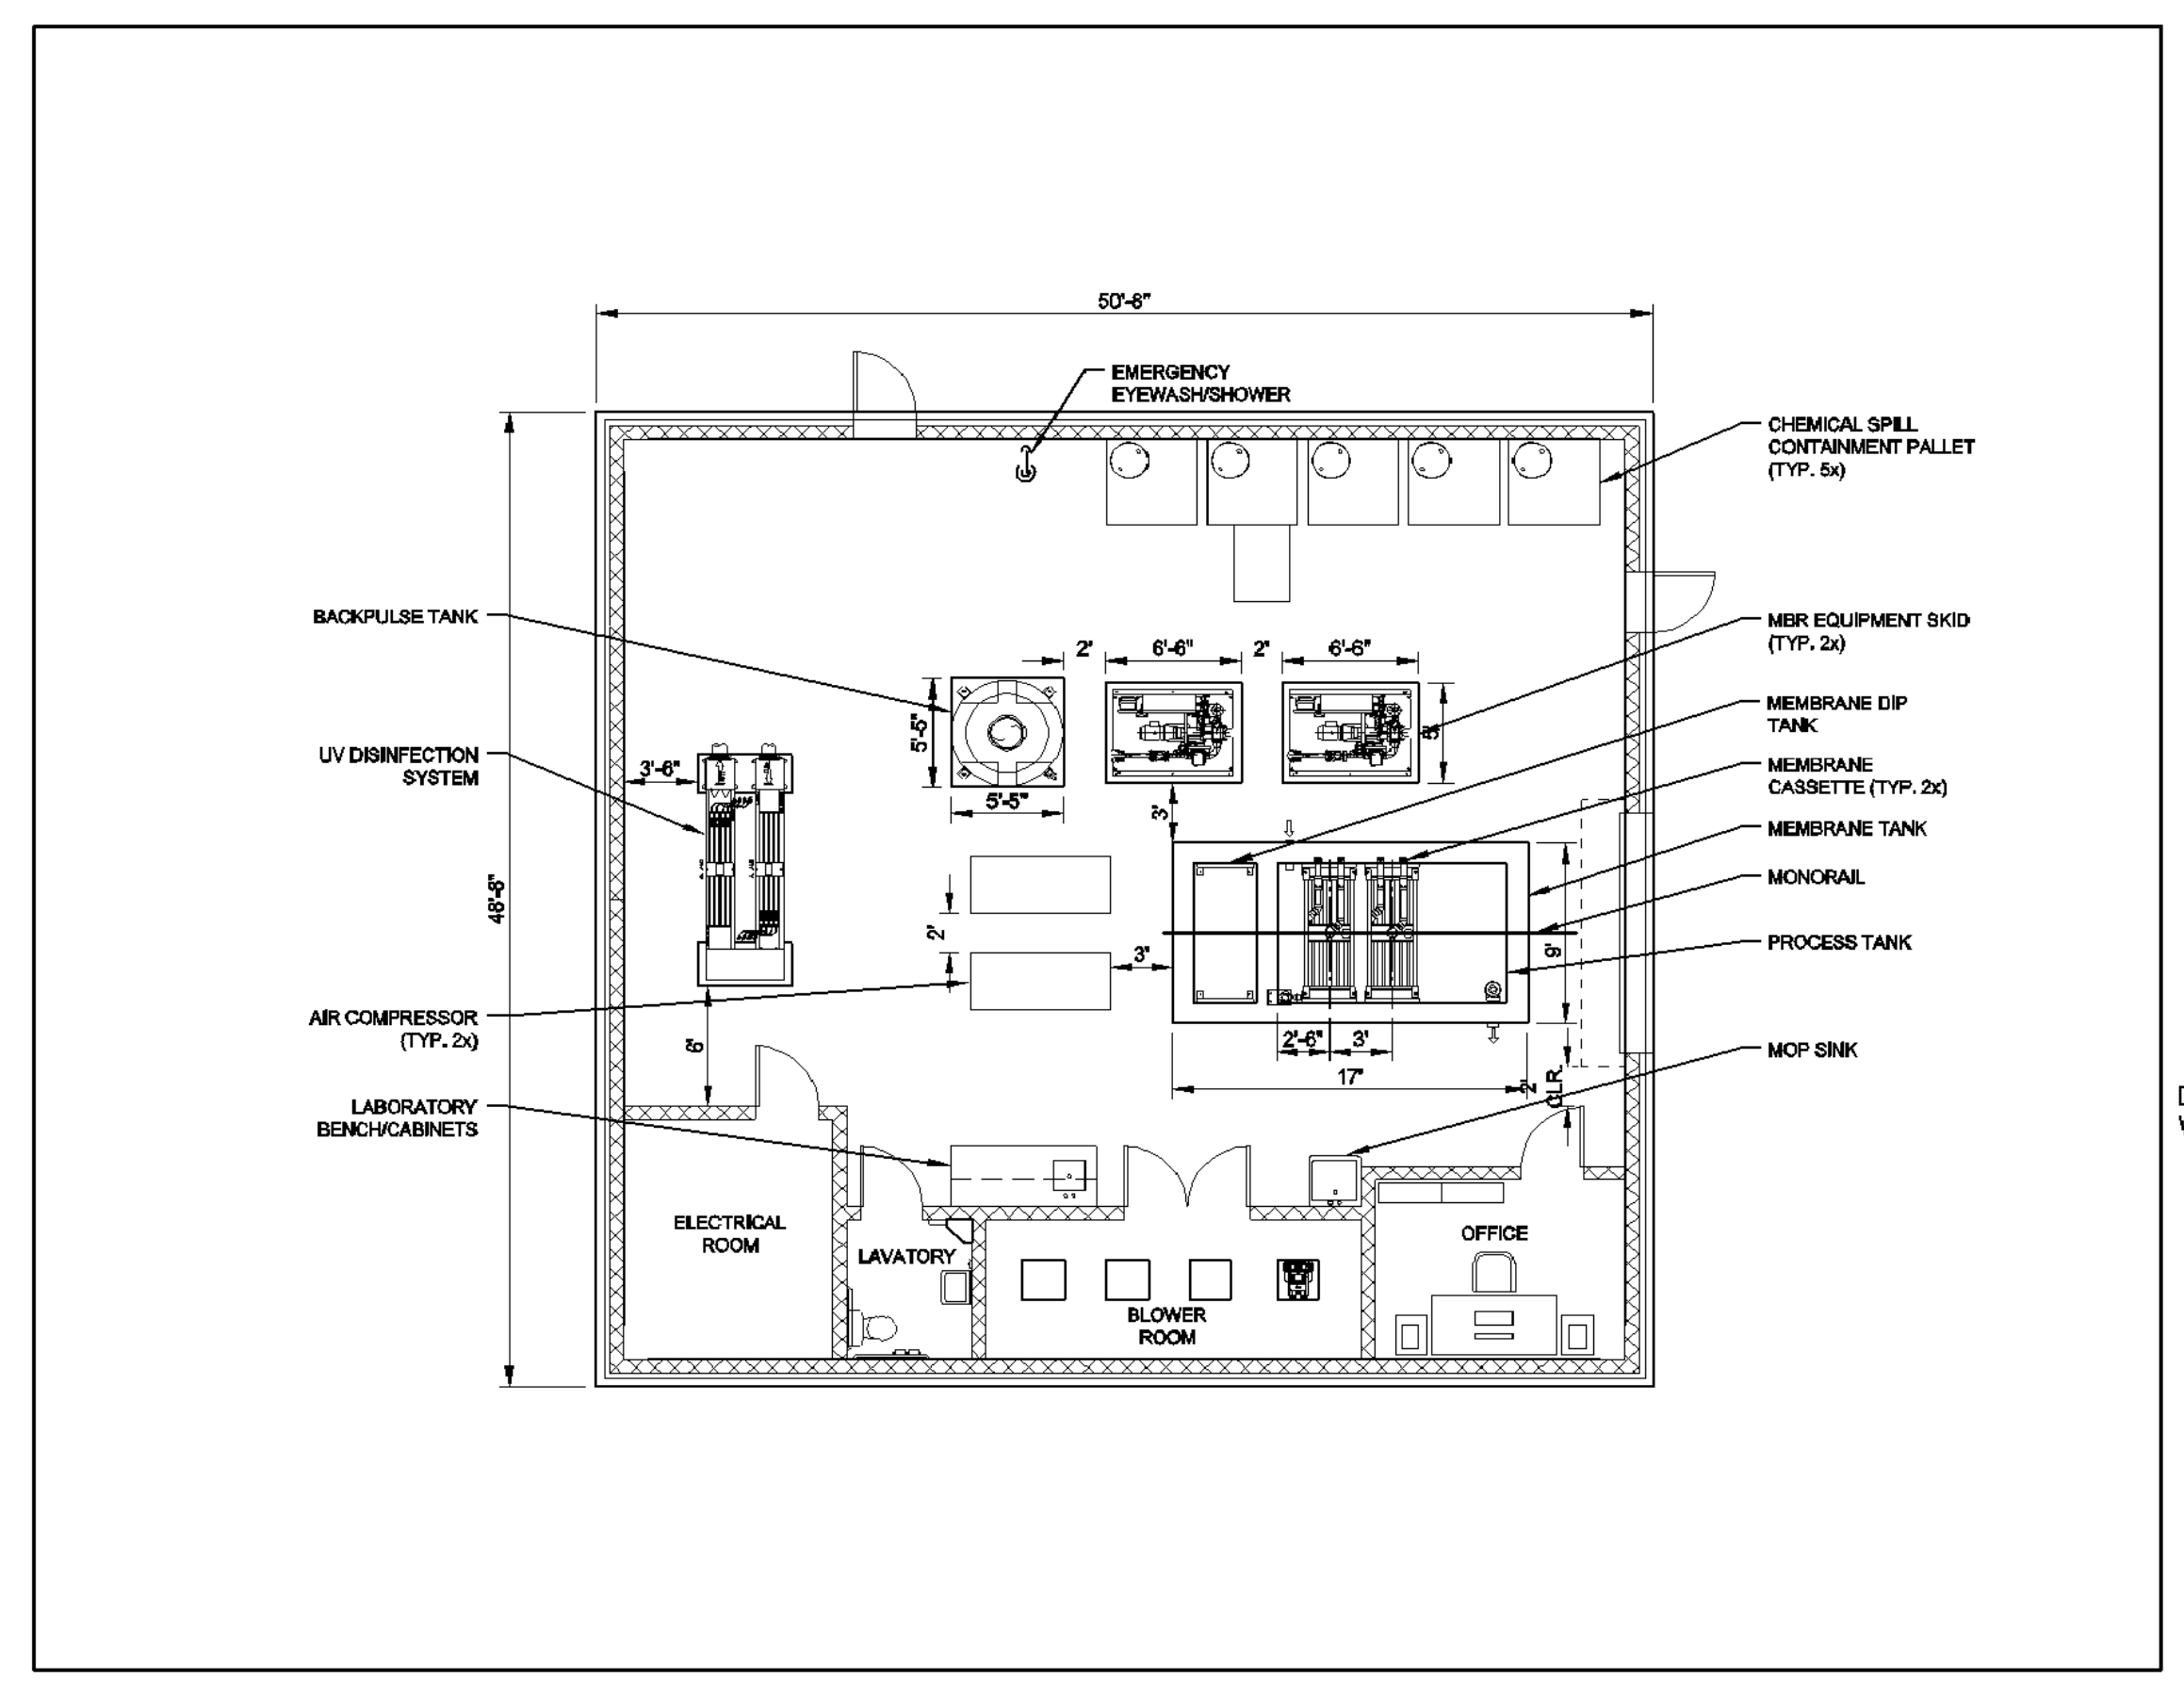 50'-8"
EMERGENCY
EYEWASH/SHOWER
CHEMICAL SPILL
CONTAINMENT PALLET
(TYP. 5x)
BACKPULSE TANK
MBR EQUIPMENT SKID
(TYP. 2x)
2'
6'-6"
2'
6'-6"
5'-5"
5'
MEMBRANE DIP
TANK
UV DISINFECTION
SYSTEM
3'-6"
MEMBRANE
CASSETTE (TYP. 2x)
5'-5"
3'
MEMBRANE TANK
48'-8"
MONORAIL
2'
3'
9'
PROCESS TANK
AIR COMPRESSOR
(TYP. 2x)
6'
2'-6"
3'
MOP SINK
17'
2'
CLR.
LABORATORY
BENCH/CABINETS
ELECTRICAL
ROOM
LAVATORY
OFFICE
BLOWER
ROOM